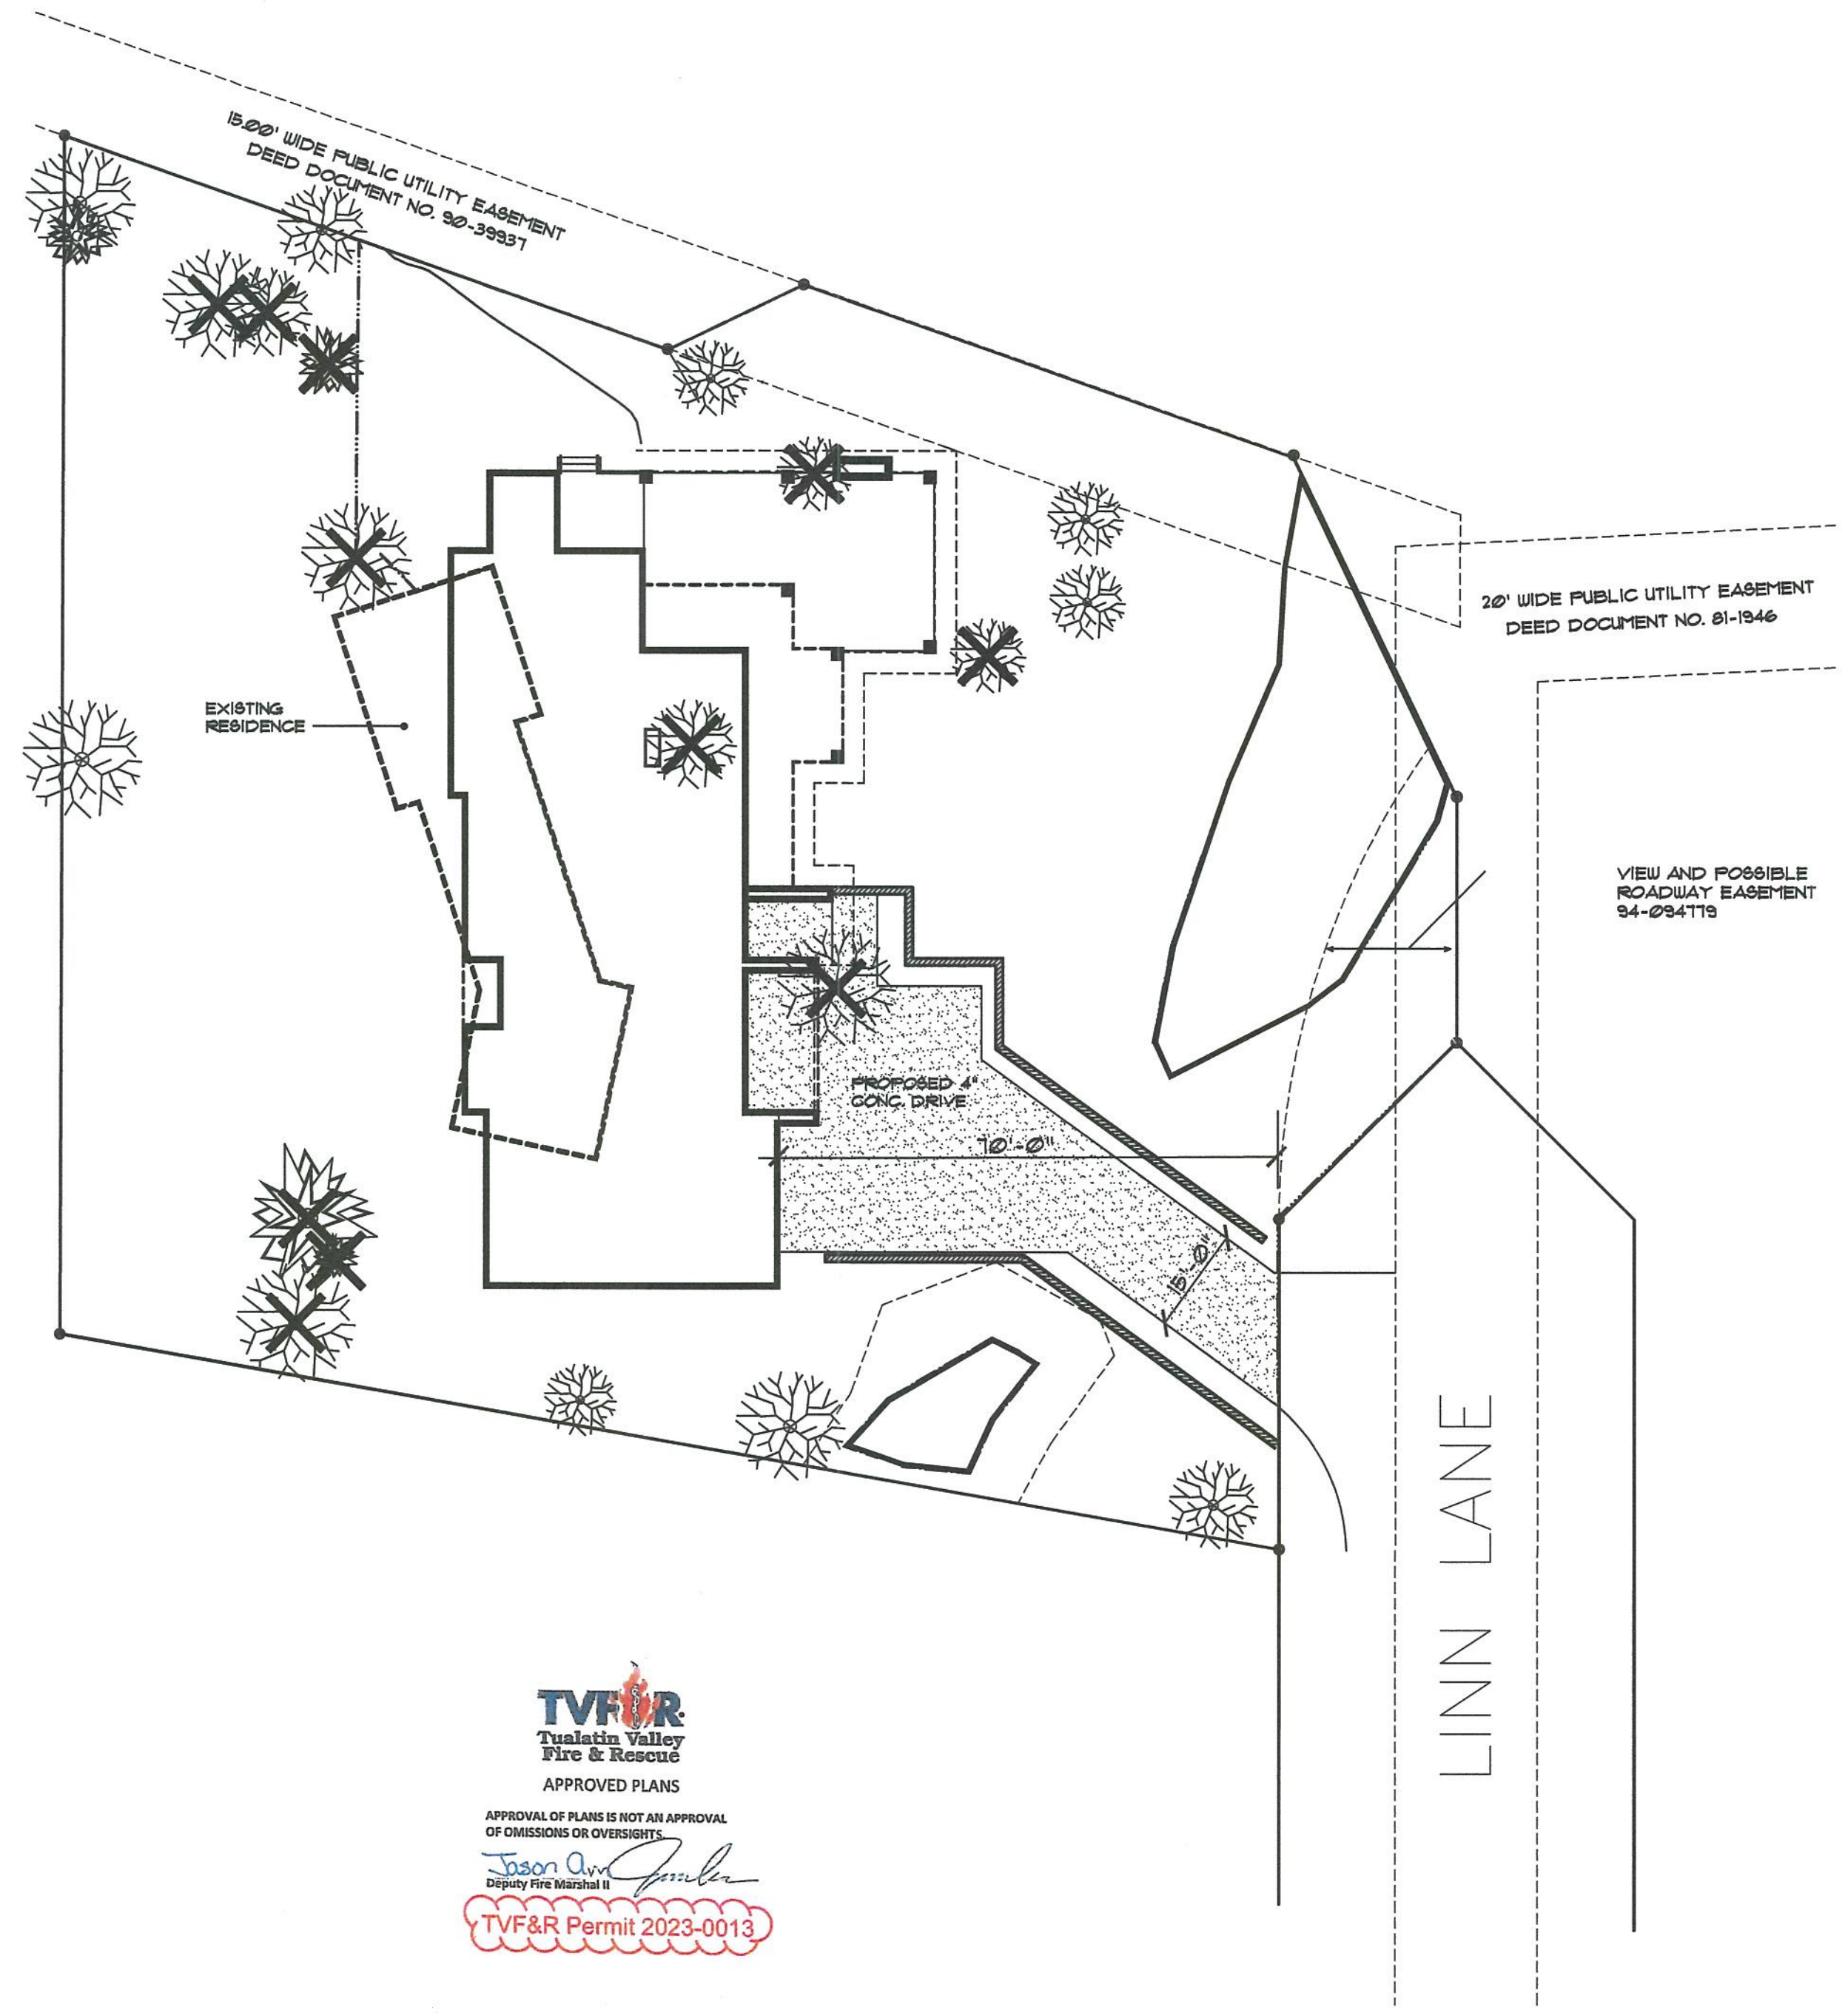 15.00' WIDE PUBLIC UTILITY EASEMENT
DEED DOCUMENT NO. 90-39937
20' WIDE PUBLIC UTILITY EASEMENT
DEED DOCUMENT NO. 81-1946
EXISTING
RESIDENCE
VIEW AND POSSIBLE
ROADWAY EASEMENT
94-094779
PROPOSED 4"
CONC. DRIVE
70'-0"
15'-0"
LINN LANE
TVF&R
Tualatin Valley
Fire & Rescue
APPROVED PLANS
APPROVAL OF PLANS IS NOT AN APPROVAL
OF OMISSIONS OR OVERSIGHTS.
Jason
Deputy Fire Marshal II
TVF&R Permit 2023-0013